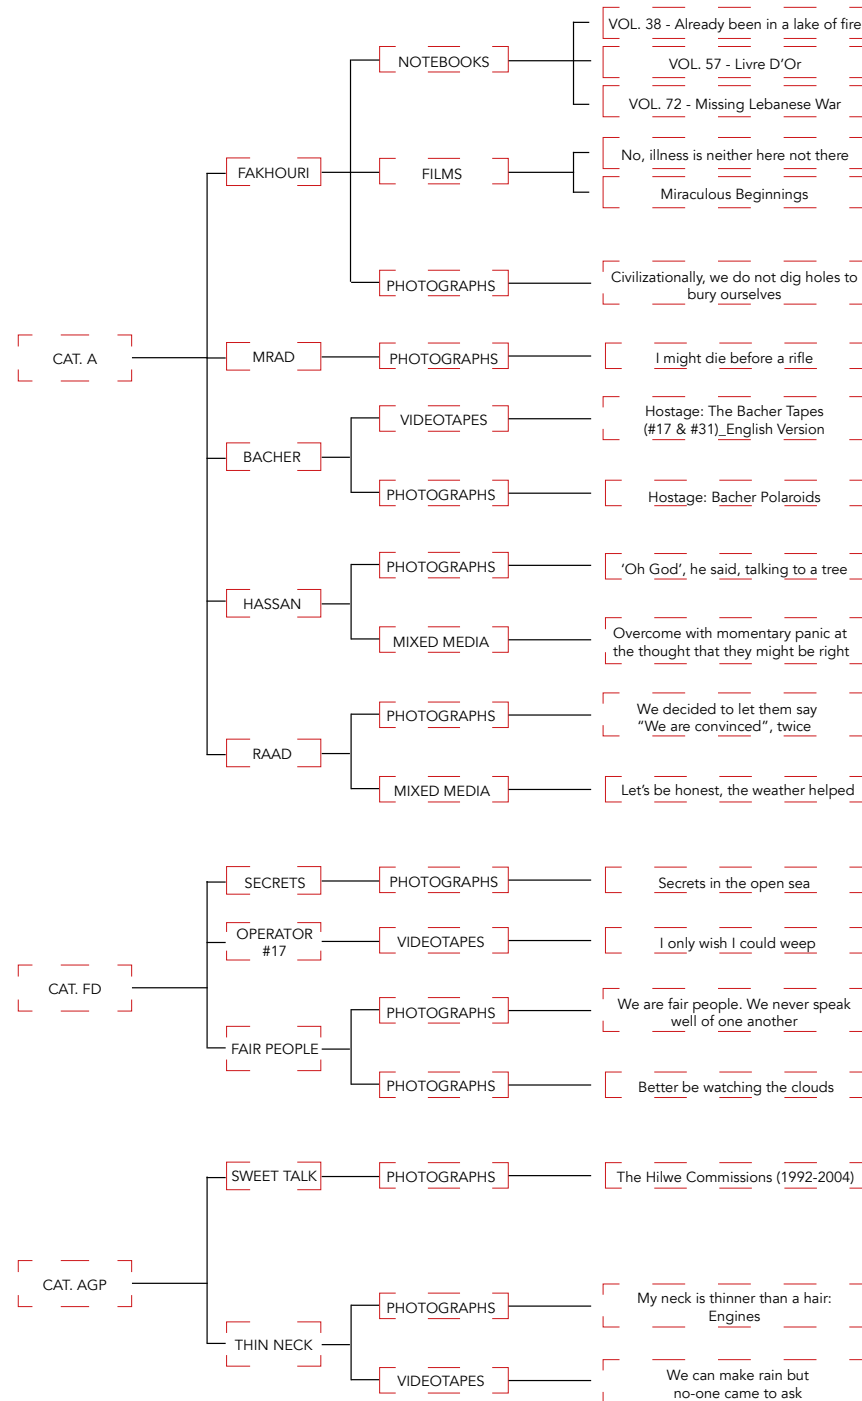 CAT. A
FAKHOURI
NOTEBOOKS
VOL. 38 - Already been in a lake of fire
VOL. 57 - Livre D'Or
VOL. 72 - Missing Lebanese War
FILMS
No, illness is neither here not there
Miraculous Beginnings
PHOTOGRAPHS
Civilizationally, we do not dig holes to
bury ourselves
MRAD
PHOTOGRAPHS
I might die before a rifle
BACHER
VIDEOTAPES
Hostage: The Bacher Tapes
(#17 & #31)_English Version
PHOTOGRAPHS
Hostage: Bacher Polaroids
HASSAN
PHOTOGRAPHS
'Oh God', he said, talking to a tree
MIXED MEDIA
Overcome with momentary panic at
the thought that they might be right
RAAD
PHOTOGRAPHS
We decided to let them say
“We are convinced”, twice
MIXED MEDIA
Let's be honest, the weather helped
CAT. FD
SECRETS
PHOTOGRAPHS
Secrets in the open sea
OPERATOR
#17
VIDEOTAPES
I only wish I could weep
FAIR PEOPLE
PHOTOGRAPHS
We are fair people. We never speak
well of one another
PHOTOGRAPHS
Better be watching the clouds
CAT. AGP
SWEET TALK
PHOTOGRAPHS
The Hilwe Commissions (1992-2004)
THIN NECK
PHOTOGRAPHS
My neck is thinner than a hair:
Engines
VIDEOTAPES
We can make rain but
no-one came to ask